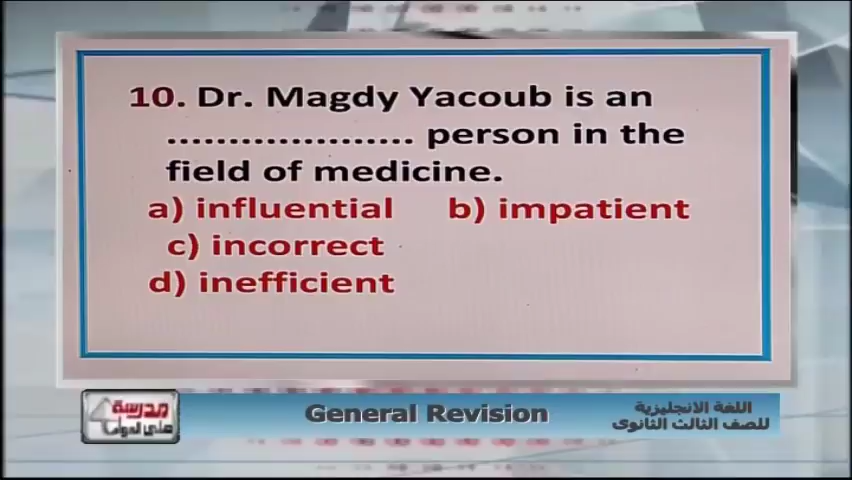 10. Dr. Magdy Yacoub is an
.................... person in the
field of medicine.
a) influential b) impatient
c) incorrect
d) inefficient
مدرسة
على الهواء
General Revision
اللغة الانجليزية
للصف الثالث الثانوى